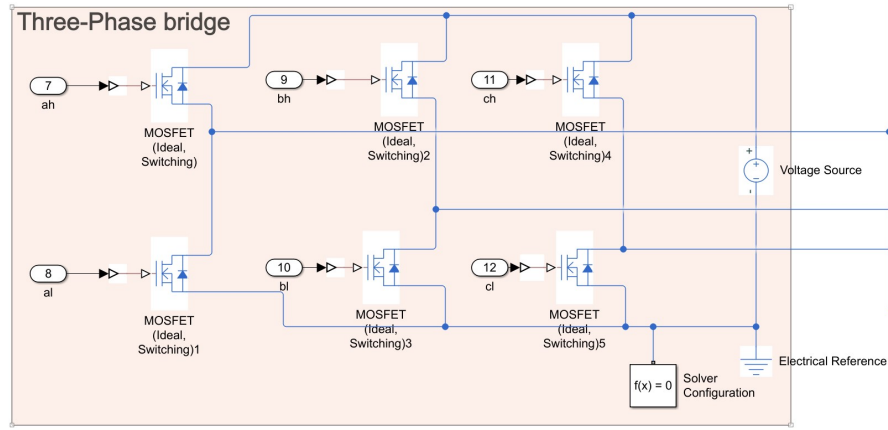 Three-Phase bridge
7
ah
MOSFET
(Ideal,
Switching)
9
bh
MOSFET
(Ideal,
Switching)2
11
ch
MOSFET
(Ideal,
Switching)4
+
+
−
-
Voltage Source
8
al
MOSFET
(Ideal,
Switching)1
10
bl
MOSFET
(Ideal,
Switching)3
12
cl
MOSFET
(Ideal,
Switching)5
f(x) = 0
Solver
Configuration
Electrical Reference